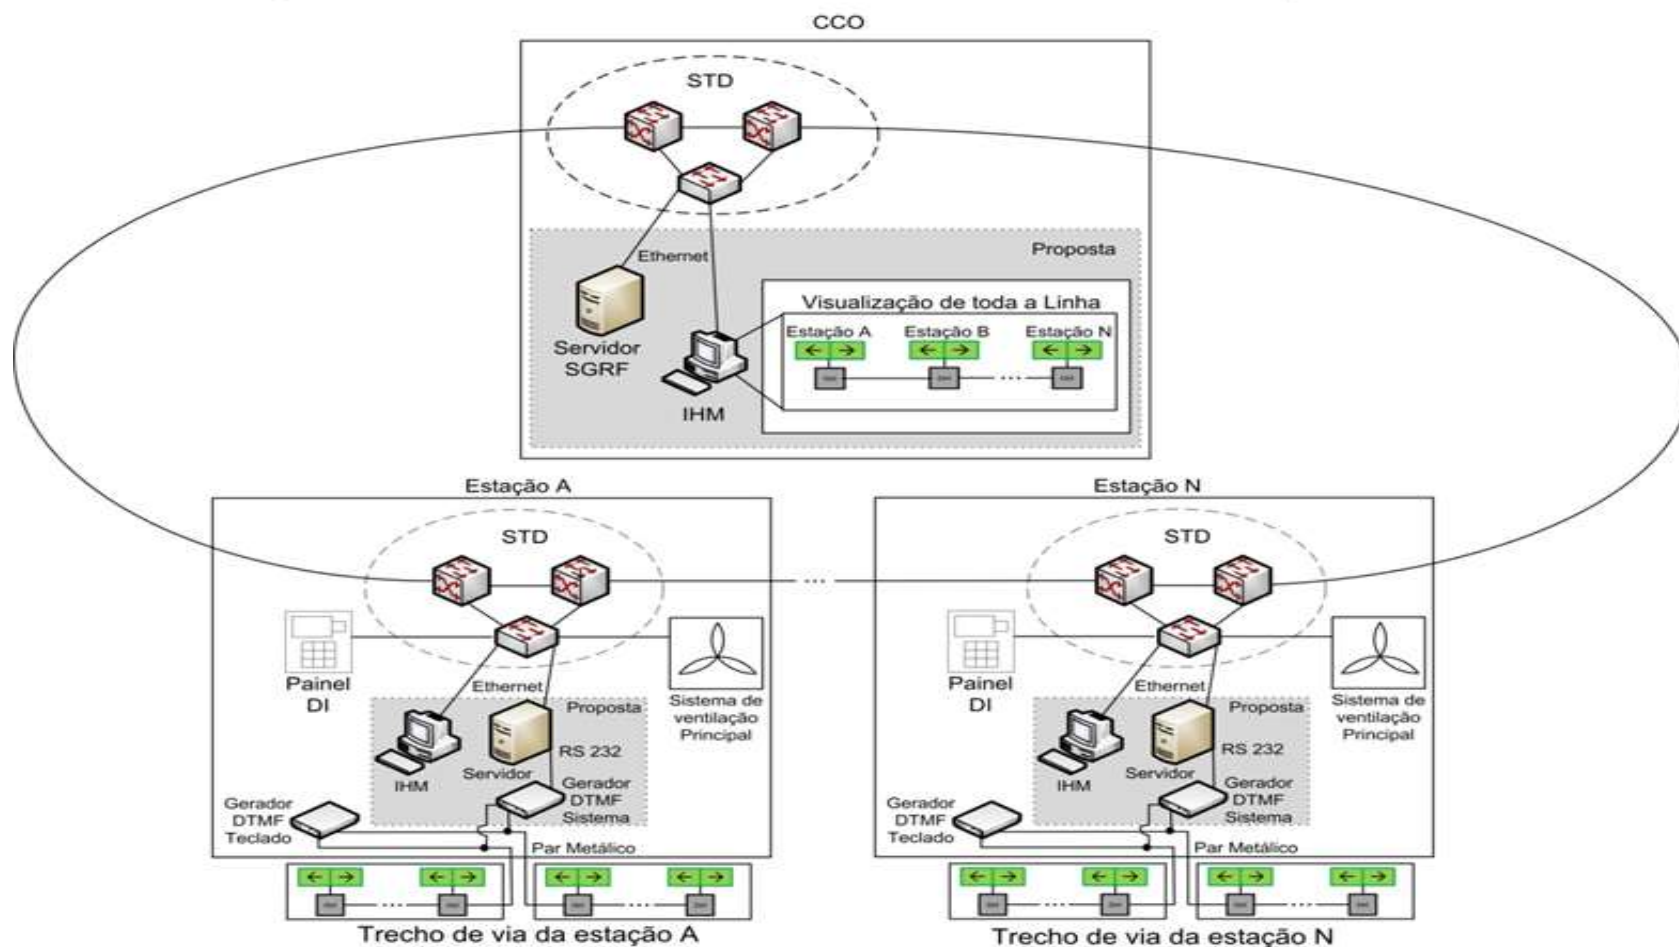 CCO
STD
Ethernet
Proposta
Visualização de toda a Linha
Estação A
Estação B
Estação N
Servidor
SGRF
IHM
Estação A
STD
Painel
DI
Ethernet
Sistema de
ventilação
Principal
Proposta
RS 232
IHM
Servidor
Gerador
DTMF
Sistema
Gerador
DTMF
Teclado
Par Metálico
Trecho de via da estação A
Estação N
STD
Painel
DI
Ethernet
Sistema de
ventilação
Principal
Proposta
RS 232
IHM
Servidor
Gerador
DTMF
Sistema
Gerador
DTMF
Teclado
Par Metálico
Trecho de via da estação N